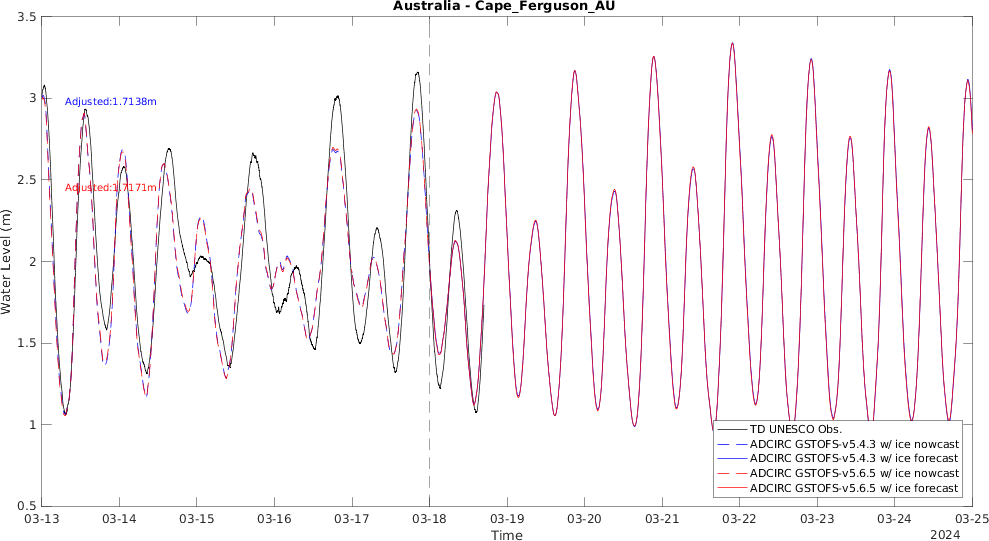 Australia - Cape_Ferguson_AU
3.5
3
2.5
2
1.5
1
0.5
Water Level (m)
Adjusted:1.7138m
Adjusted:1.7171m
TD UNESCO Obs.
ADCIRC GSTOFS-v5.4.3 w/ ice nowcast
ADCIRC GSTOFS-v5.4.3 w/ ice forecast
ADCIRC GSTOFS-v5.6.5 w/ ice nowcast
ADCIRC GSTOFS-v5.6.5 w/ ice forecast
03-13 03-14 03-15 03-16 03-17 03-18 03-19 03-20 03-21 03-22 03-23 03-24 03-25
Time
2024